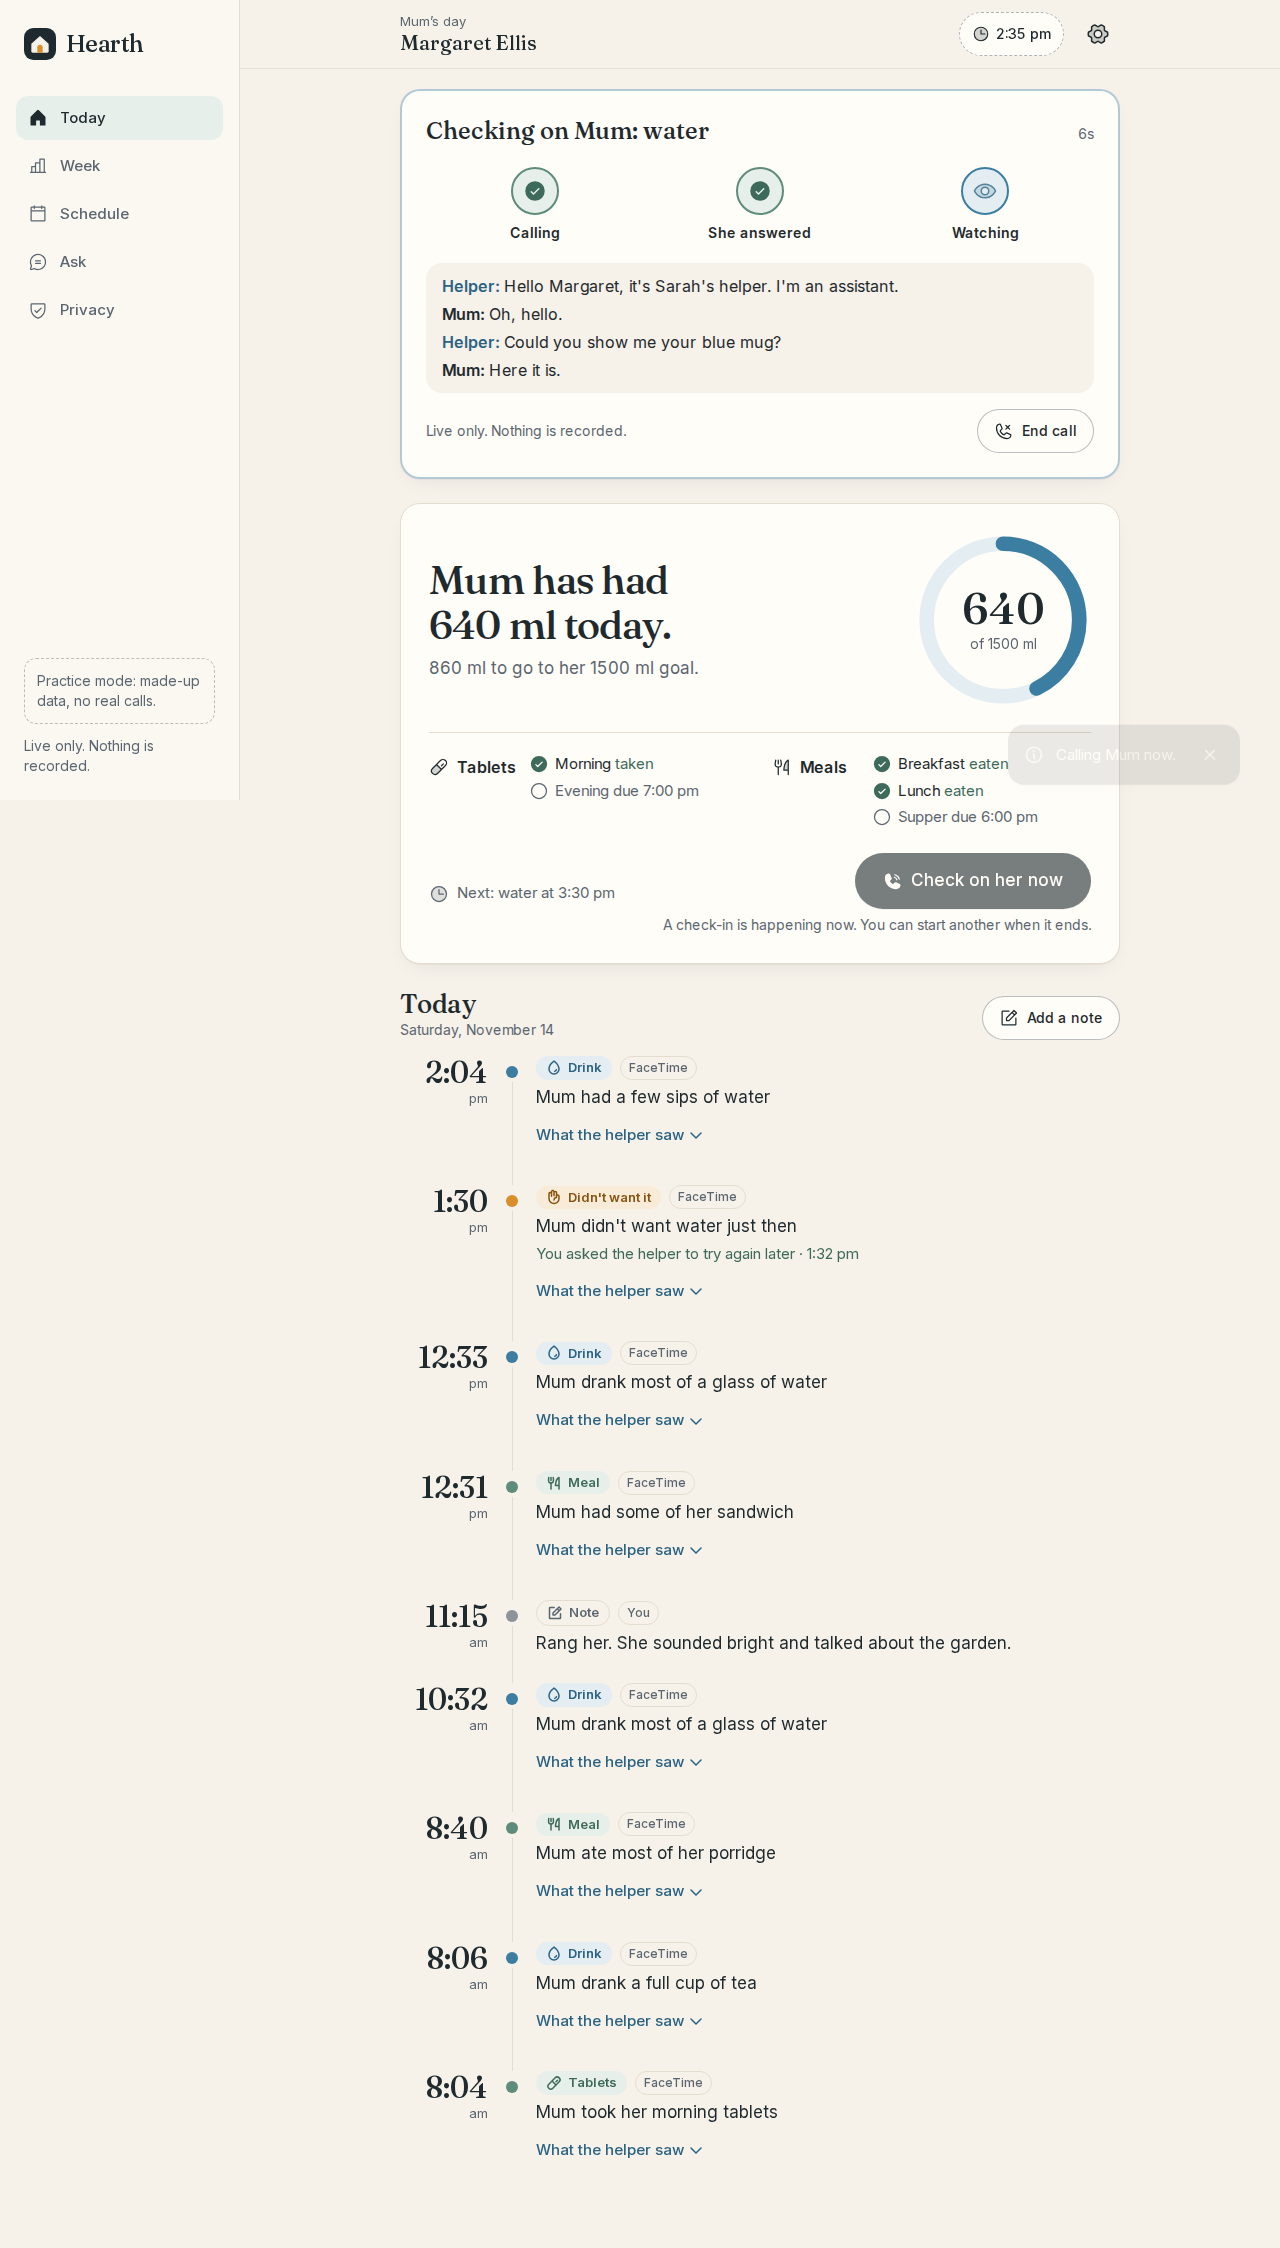 Hearth
Today
Week
Schedule
Ask
Privacy
Practice mode: made-up
data, no real calls.
Live only. Nothing is
recorded.
Mum's day
Margaret Ellis
2:35 pm
Checking on Mum: water
6s
Calling
She answered
Watching
Helper: Hello Margaret, it's Sarah's helper. I'm an assistant.
Mum: Oh, hello.
Helper: Could you show me your blue mug?
Mum: Here it is.
Live only. Nothing is recorded.
End call
Mum has had
640 ml today.
860 ml to go to her 1500 ml goal.
640
of 1500 ml
Tablets
Morning taken
Evening due 7:00 pm
Meals
Breakfast eaten
Lunch eaten
Supper due 6:00 pm
Calling Mum now.
Next: water at 3:30 pm
Check on her now
A check-in is happening now. You can start another when it ends.
Today
Saturday, November 14
Add a note
2:04
pm
Drink
FaceTime
Mum had a few sips of water
What the helper saw
1:30
pm
Didn't want it
FaceTime
Mum didn't want water just then
You asked the helper to try again later · 1:32 pm
What the helper saw
12:33
pm
Drink
FaceTime
Mum drank most of a glass of water
What the helper saw
12:31
pm
Meal
FaceTime
Mum had some of her sandwich
What the helper saw
11:15
am
Note
You
Rang her. She sounded bright and talked about the garden.
10:32
am
Drink
FaceTime
Mum drank most of a glass of water
What the helper saw
8:40
am
Meal
FaceTime
Mum ate most of her porridge
What the helper saw
8:06
am
Drink
FaceTime
Mum drank a full cup of tea
What the helper saw
8:04
am
Tablets
FaceTime
Mum took her morning tablets
What the helper saw